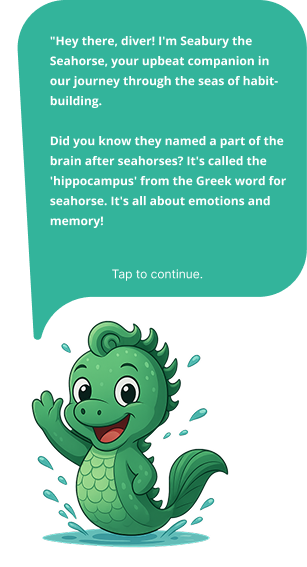 "Hey there, diver! I'm Seabury the
Seahorse, your upbeat companion in
our journey through the seas of habit-
building.
Did you know they named a part of the
brain after seahorses? It's called the
'hippocampus' from the Greek word for
seahorse. It's all about emotions and
memory!
Tap to continue.